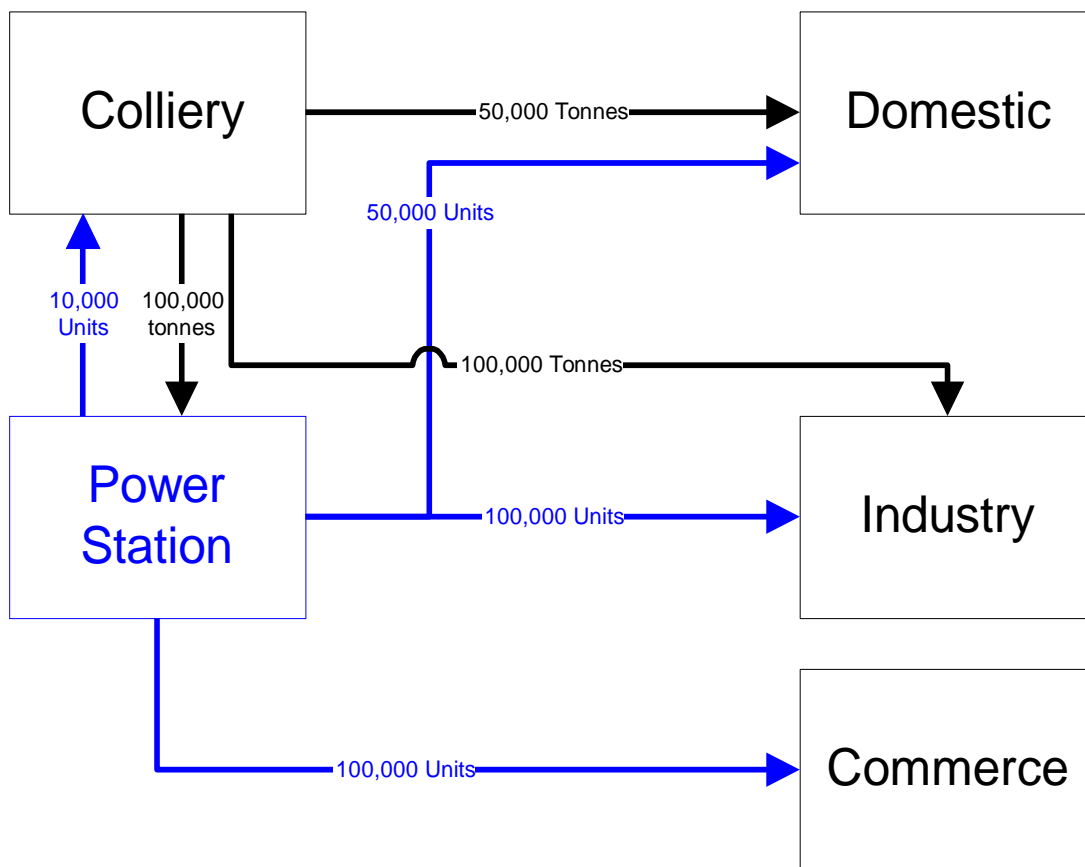 Colliery
50,000 Tonnes
Domestic
50,000 Units
10,000
Units
100,000
tonnes
100,000 Tonnes
Power
Station
100,000 Units
Industry
100,000 Units
Commerce